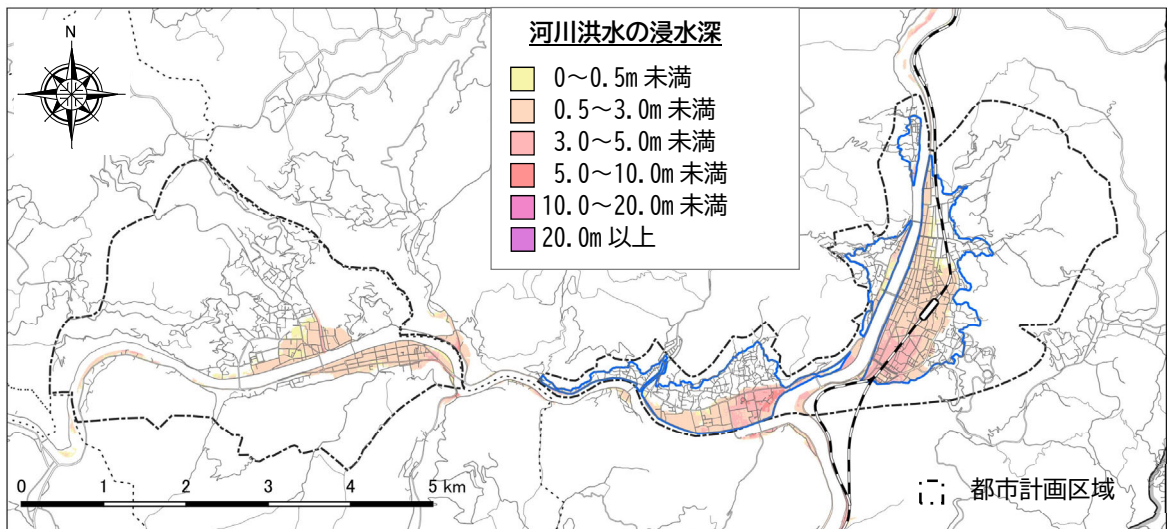 河川洪水の浸水深
0～0.5m 未満
0.5～3.0m 未満
3.0～5.0m 未満
5.0～10.0m 未満
10.0～20.0m 未満
20.0m 以上
N
0 1 2 3 4 5 km
都市計画区域